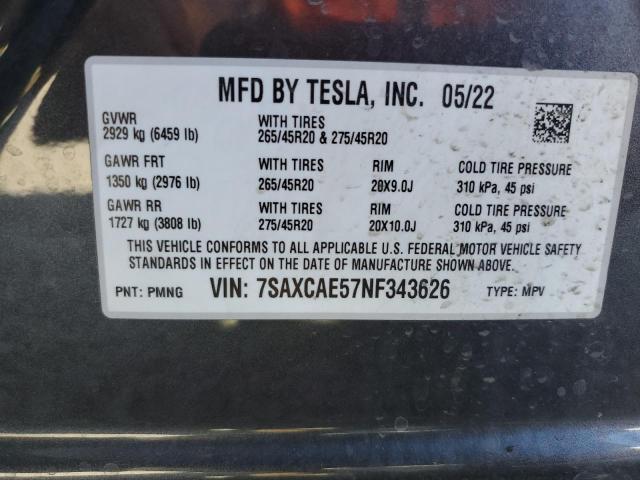 MFD BY TESLA, INC. 05/22
GVWR WITH TIRES
2929 kg (6459 lb) 265/45R20 & 275/45R20
GAWR FRT WITH TIRES RIM COLD TIRE PRESSURE
1350 kg (2976 lb) 265/45R20 20X9.0J 310 kPa, 45 psi
GAWR RR WITH TIRES RIM COLD TIRE PRESSURE
1727 kg (3808 lb) 275/45R20 20X10.0J 310 kPa, 45 psi
THIS VEHICLE CONFORMS TO ALL APPLICABLE U.S. FEDERAL MOTOR VEHICLE SAFETY
STANDARDS IN EFFECT ON THE DATE OF MANUFACTURE SHOWN ABOVE.
PNT: PMNG VIN: 7SAXCAE57NF343626 TYPE: MPV